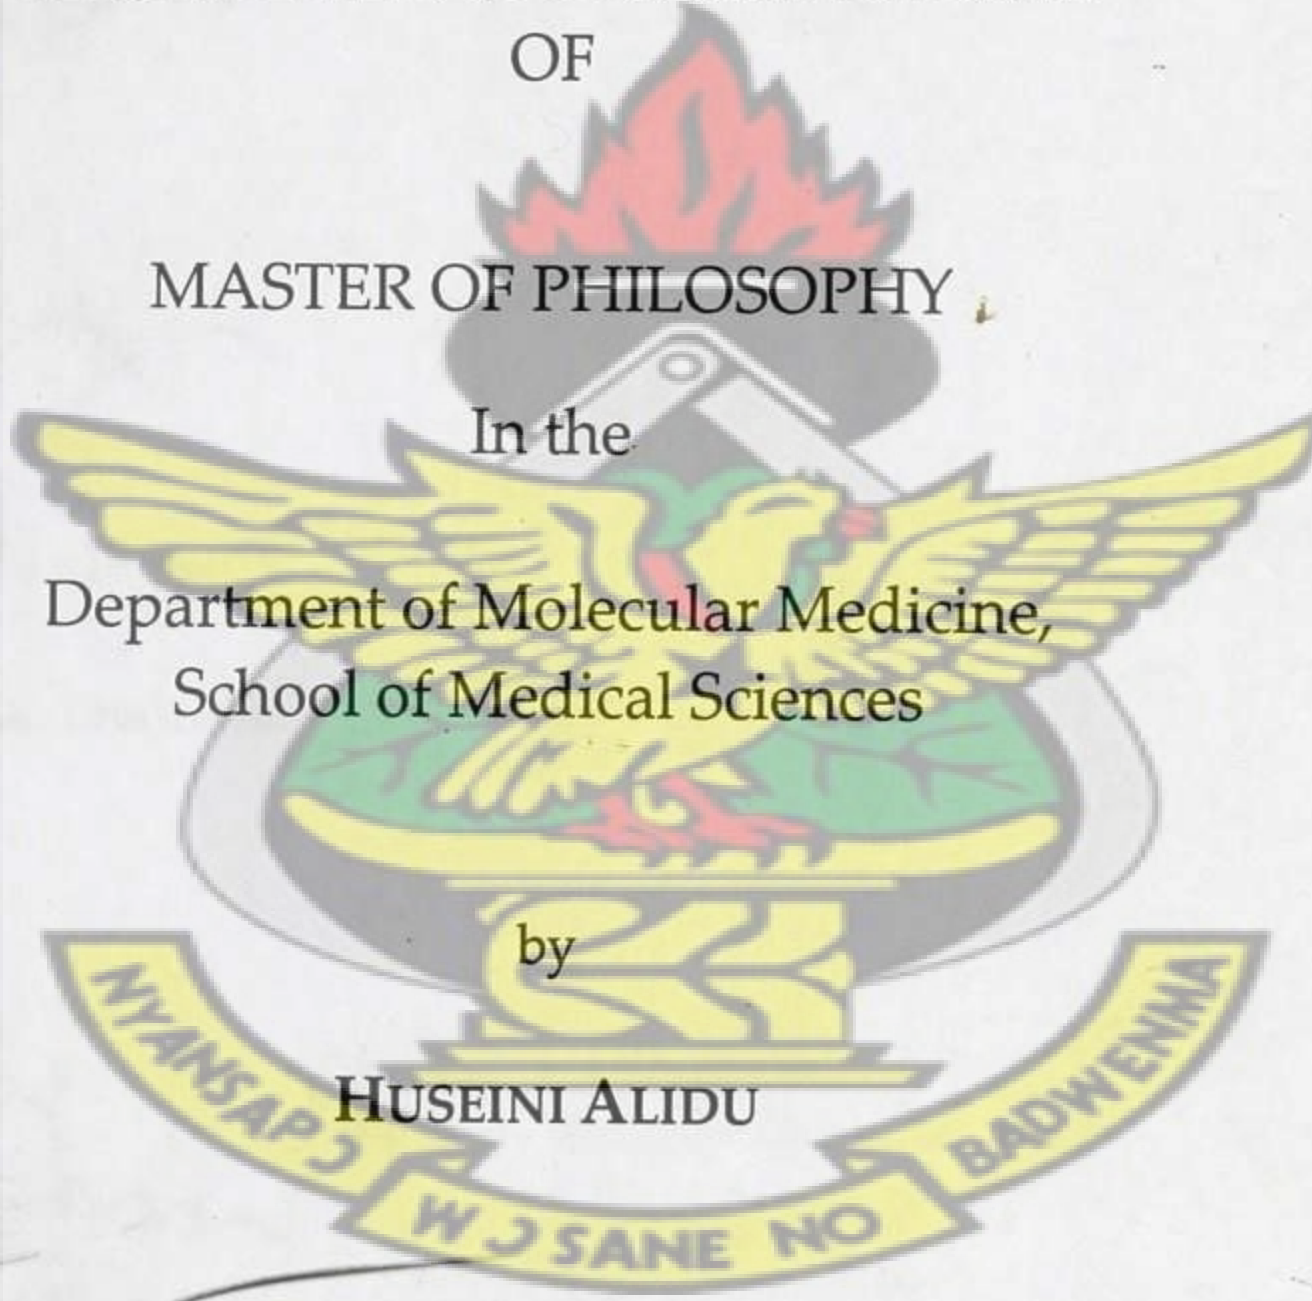 OF
MASTER OF PHILOSOPHY
In the
Department of Molecular Medicine,
School of Medical Sciences
by
HUSEINI ALIDU
NYANSAPƆ
WƆSANE NO
BADWENMA